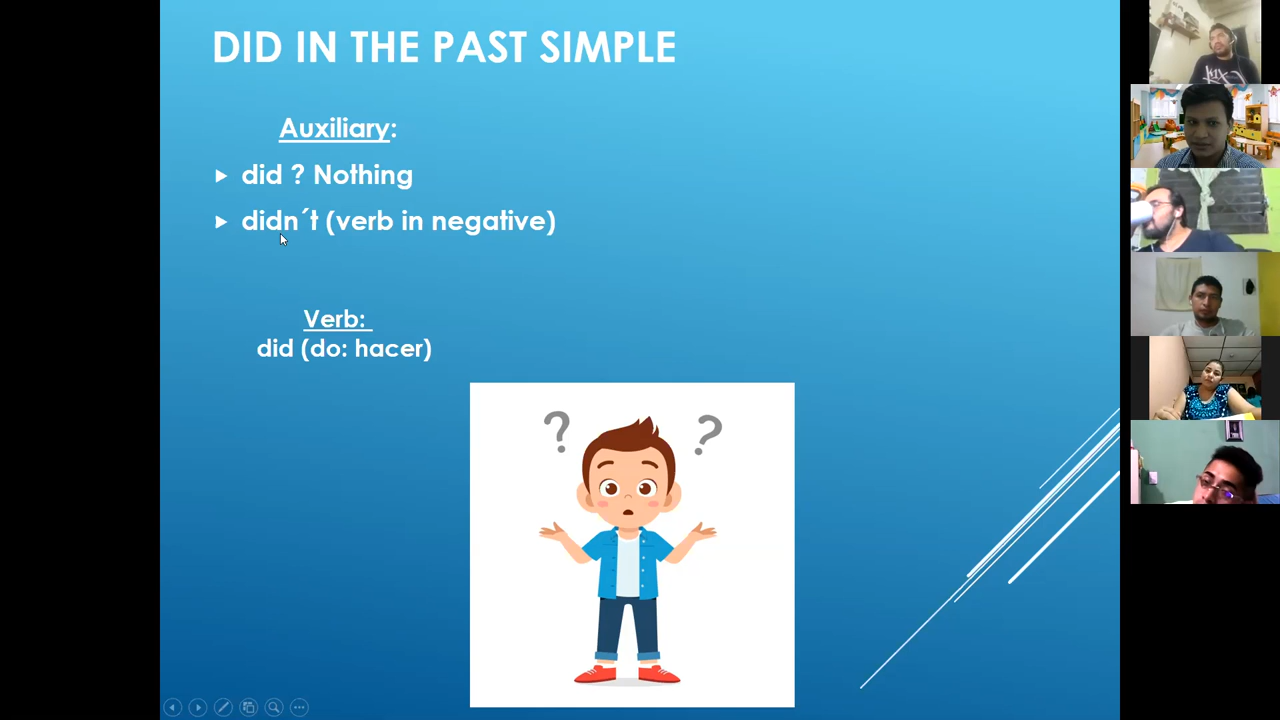 DID IN THE PAST SIMPLE
Auxiliary:
did ? Nothing
didn´t (verb in negative)
Verb:
did (do: hacer)
? ?